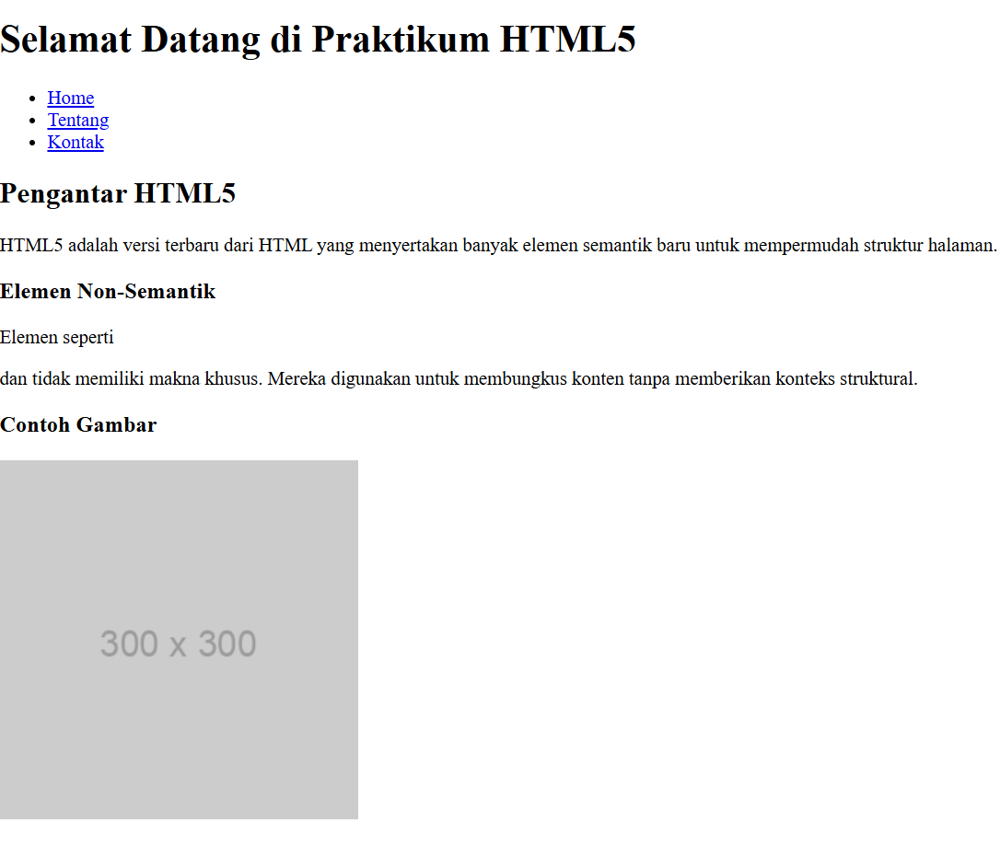 Selamat Datang di Praktikum HTML5
Home
Tentang
Kontak
Pengantar HTML5
HTML5 adalah versi terbaru dari HTML yang menyertakan banyak elemen semantik baru untuk mempermudah struktur halaman.
Elemen Non-Semantik
Elemen seperti
dan tidak memiliki makna khusus. Mereka digunakan untuk membungkus konten tanpa memberikan konteks struktural.
Contoh Gambar
300 x 300